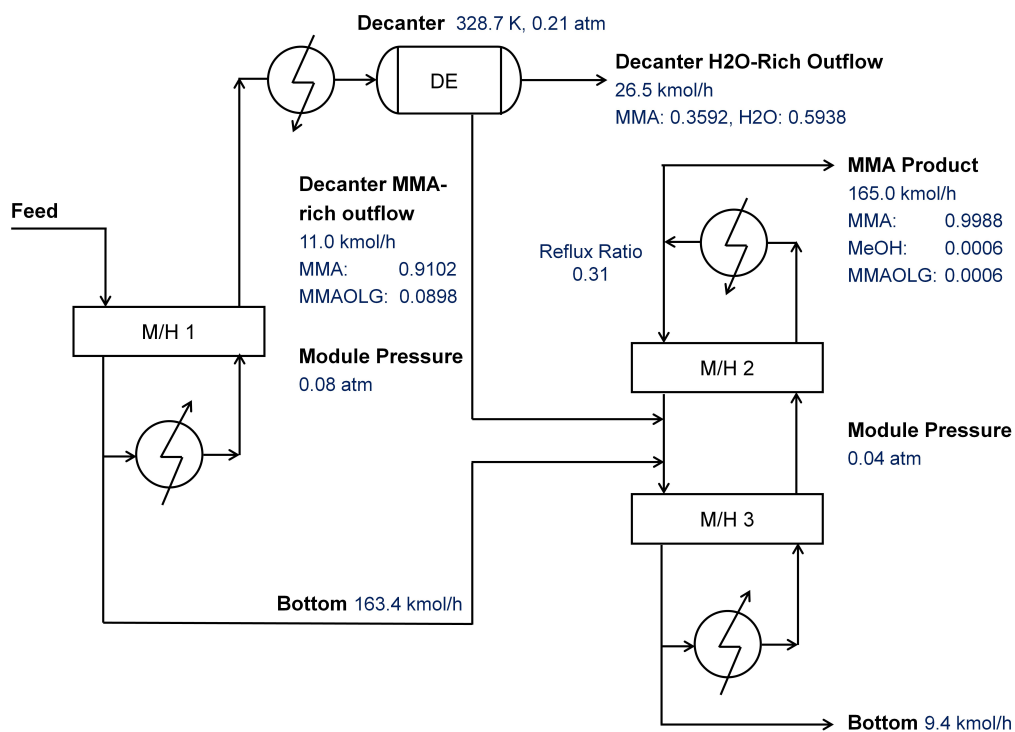 Decanter 328.7 K, 0.21 atm
DE
Decanter H2O-Rich Outflow
26.5 kmol/h
MMA: 0.3592, H2O: 0.5938
Feed
Decanter MMA-
rich outflow
11.0 kmol/h
MMA: 0.9102
MMAOLG: 0.0898
Module Pressure
0.08 atm
M/H 1
Reflux Ratio
0.31
MMA Product
165.0 kmol/h
MMA: 0.9988
MeOH: 0.0006
MMAOLG: 0.0006
M/H 2
Module Pressure
0.04 atm
M/H 3
Bottom 163.4 kmol/h
Bottom 9.4 kmol/h